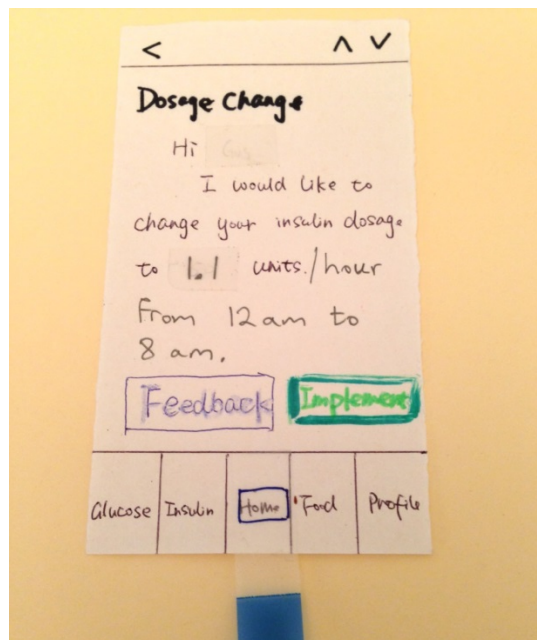 < ∧ ∨
Dosage Change
Hi
I would like to
change your insulin dosage
to 1.1 units./hour
From 12am to
8 am.
Feedback Implement
Glucose Insulin Home Food Profile